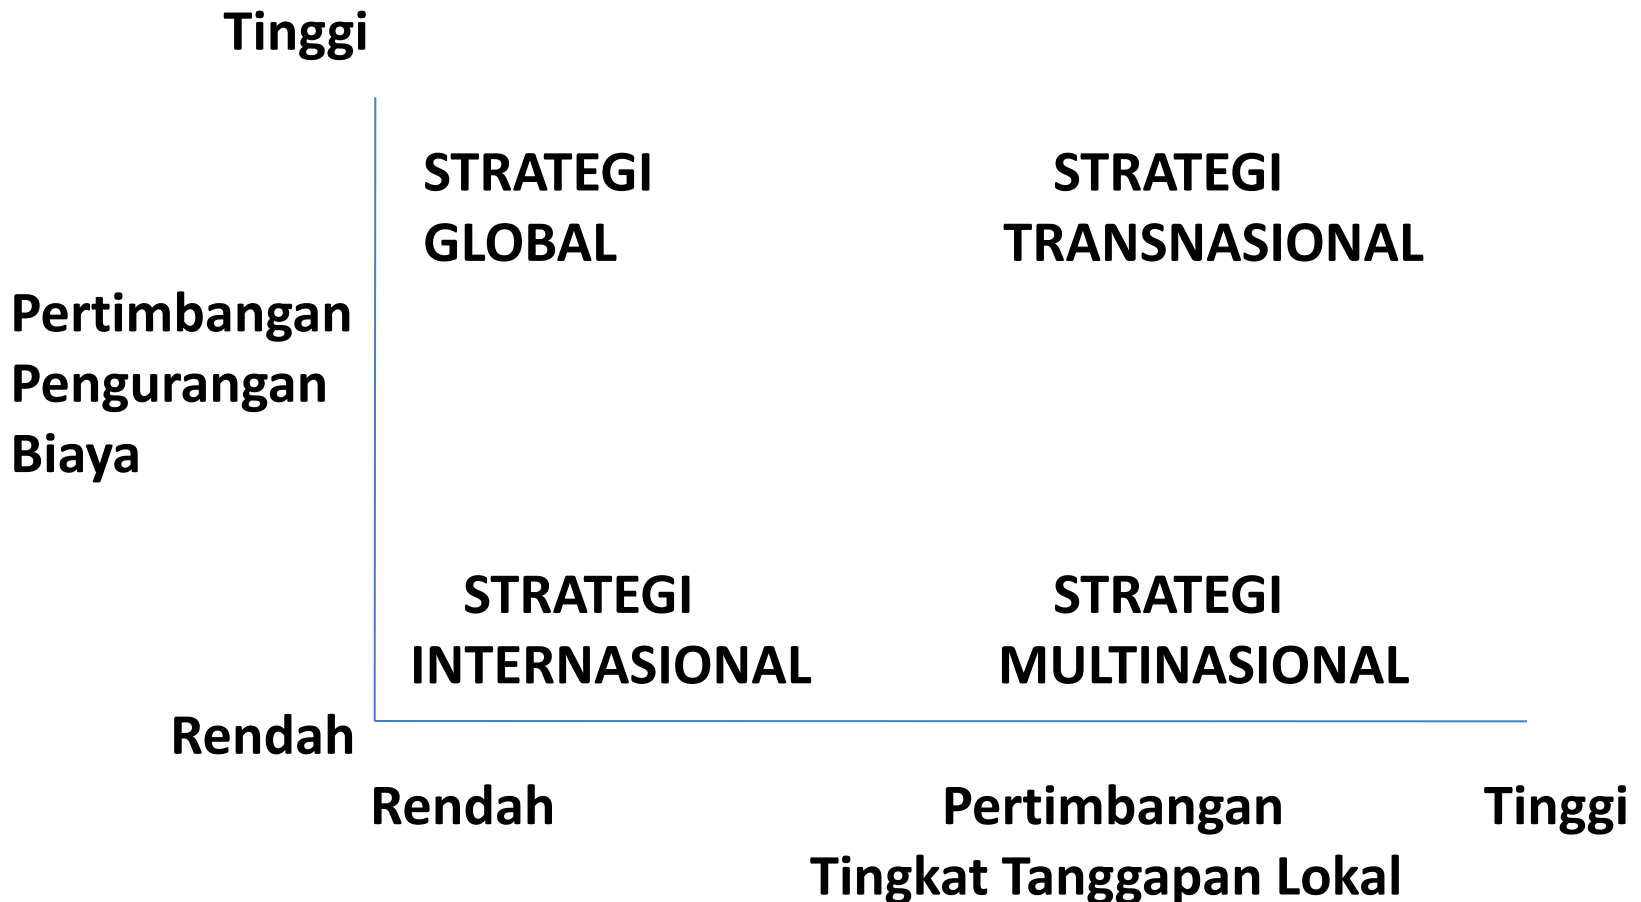 Tinggi
STRATEGI STRATEGI
GLOBAL TRANSNASIONAL
Pertimbangan
Pengurangan
Biaya
STRATEGI STRATEGI
INTERNASIONAL MULTINASIONAL
Rendah
Rendah Pertimbangan Tinggi
Tingkat Tanggapan Lokal